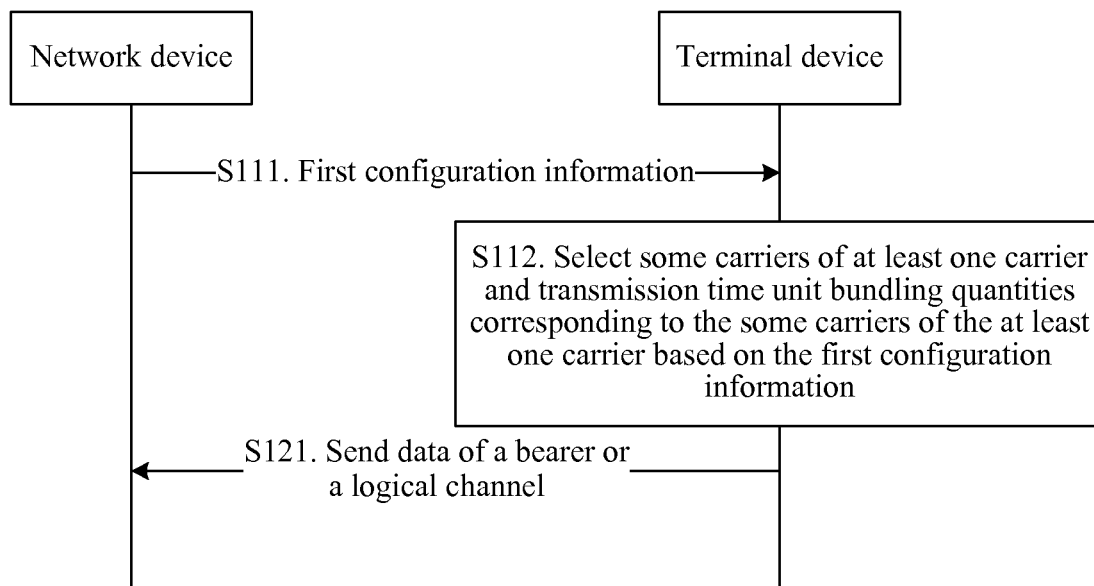 Network device
Terminal device
S111. First configuration information
S112. Select some carriers of at least one carrier
and transmission time unit bundling quantities
corresponding to the some carriers of the at least
one carrier based on the first configuration
information
S121. Send data of a bearer or
a logical channel